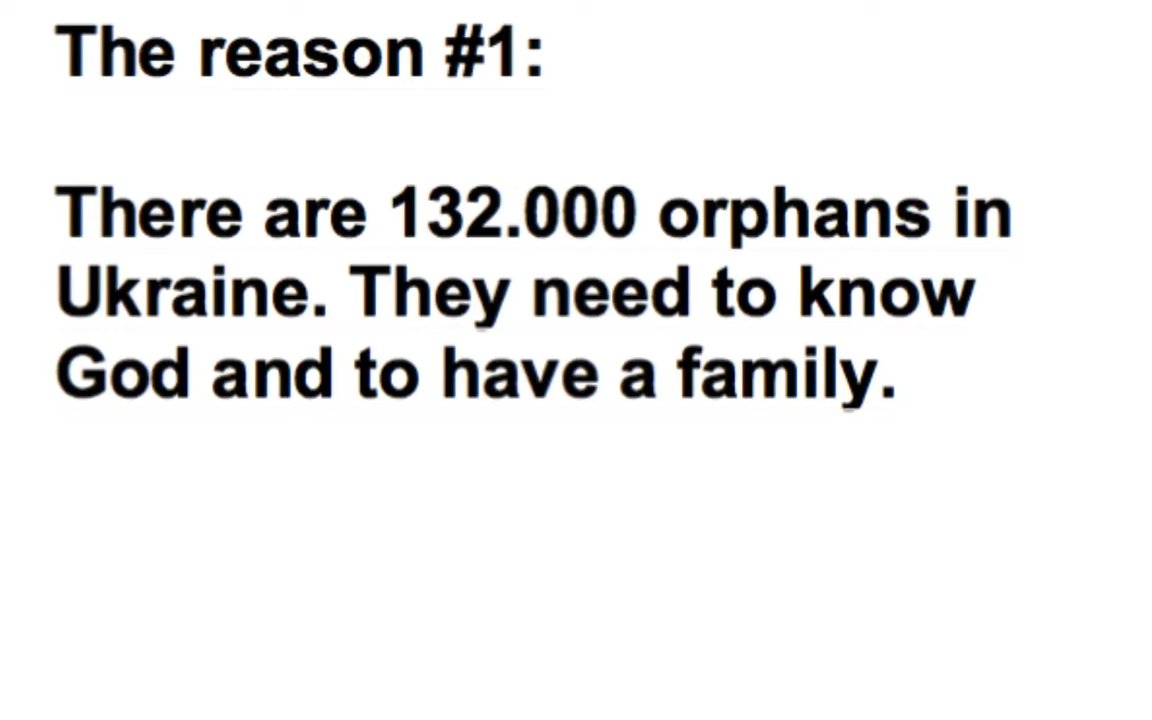 The reason #1:
There are 132.000 orphans in
Ukraine. They need to know
God and to have a family.